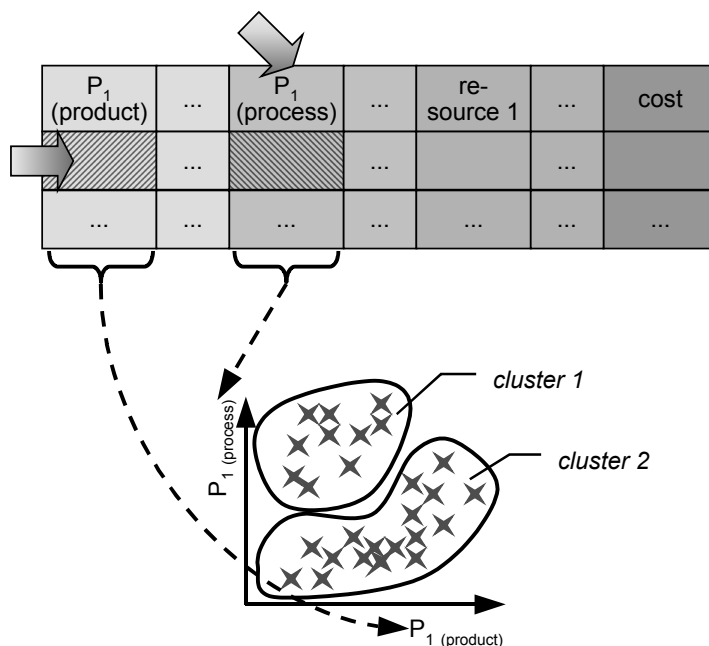 P1 (product)
...
P1 (process)
...
re-
source 1
...
cost
...
...
...
...
...
...
...
...
...
...
cluster 1
cluster 2
P1 (process)
P1 (product)